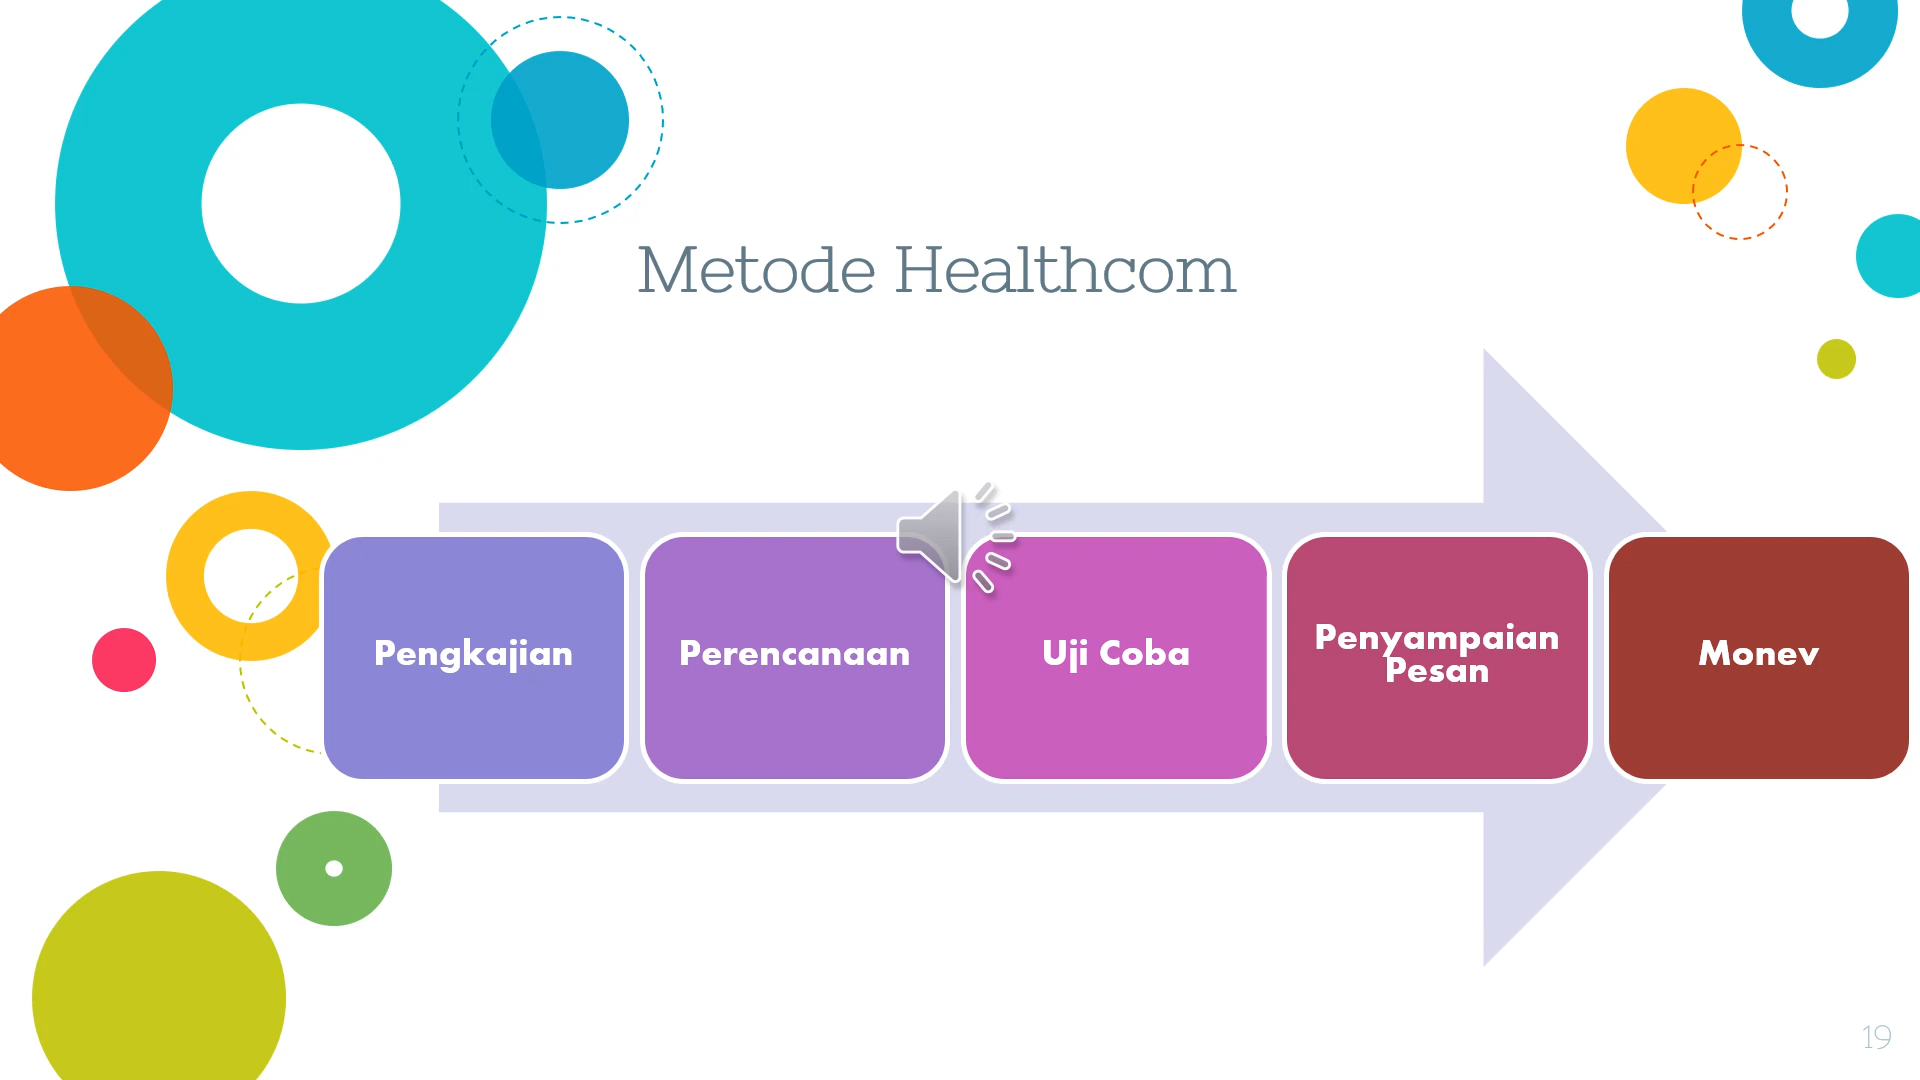 Metode Healthcom
Pengkajian
Perencanaan
Uji Coba
Penyampaian
Pesan
Monev
19